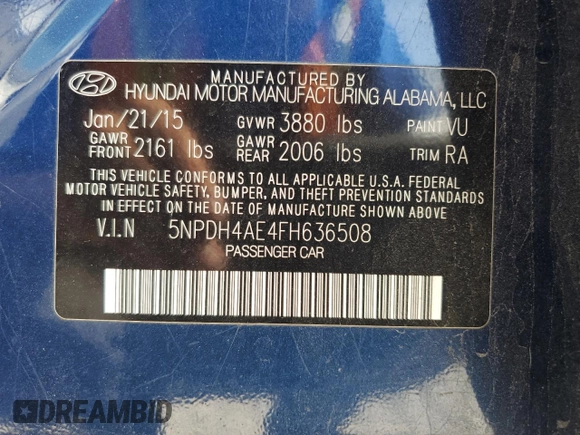 MANUFACTURED BY
HYUNDAI MOTOR MANUFACTURING ALABAMA, LLC
Jan/21/15 GVWR 3880 lbs PAINT VU
GAWR FRONT 2161 lbs GAWR REAR 2006 lbs TRIM RA
THIS VEHICLE CONFORMS TO ALL APPLICABLE U.S.A. FEDERAL
MOTOR VEHICLE SAFETY, BUMPER, AND THEFT PREVENTION STANDARDS
IN EFFECT ON THE DATE OF MANUFACTURE SHOWN ABOVE
V.I.N 5NPDH4AE4FH636508
PASSENGER CAR
DREAMBID